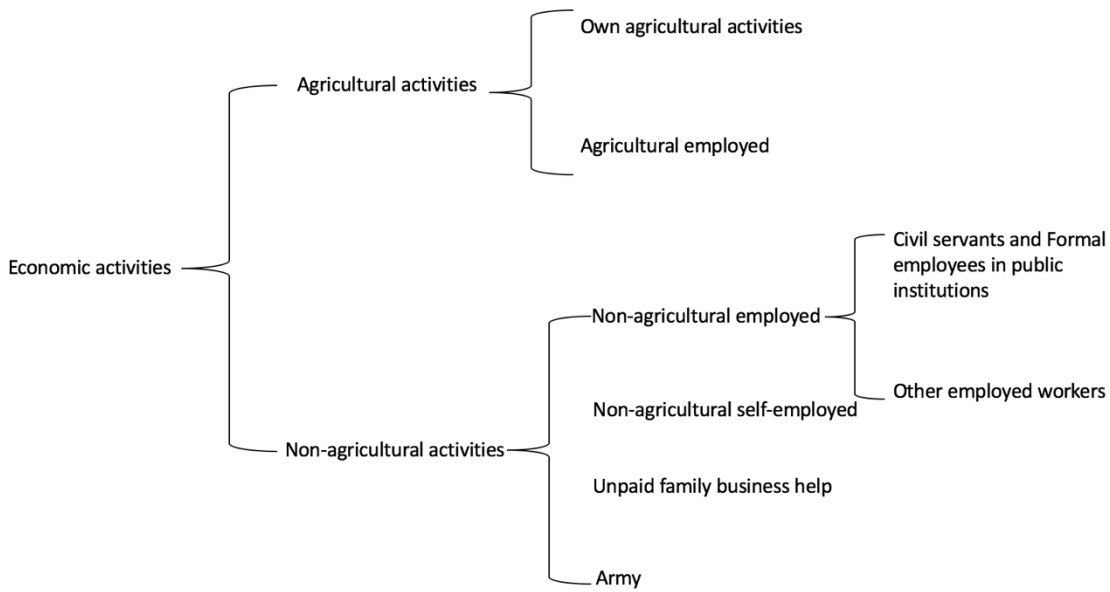 Own agricultural activities
Agricultural activities
Agricultural employed
Civil servants and Formal
employees in public
institutions
Economic activities
Non-agricultural employed
Other employed workers
Non-agricultural self-employed
Non-agricultural activities
Unpaid family business help
Army